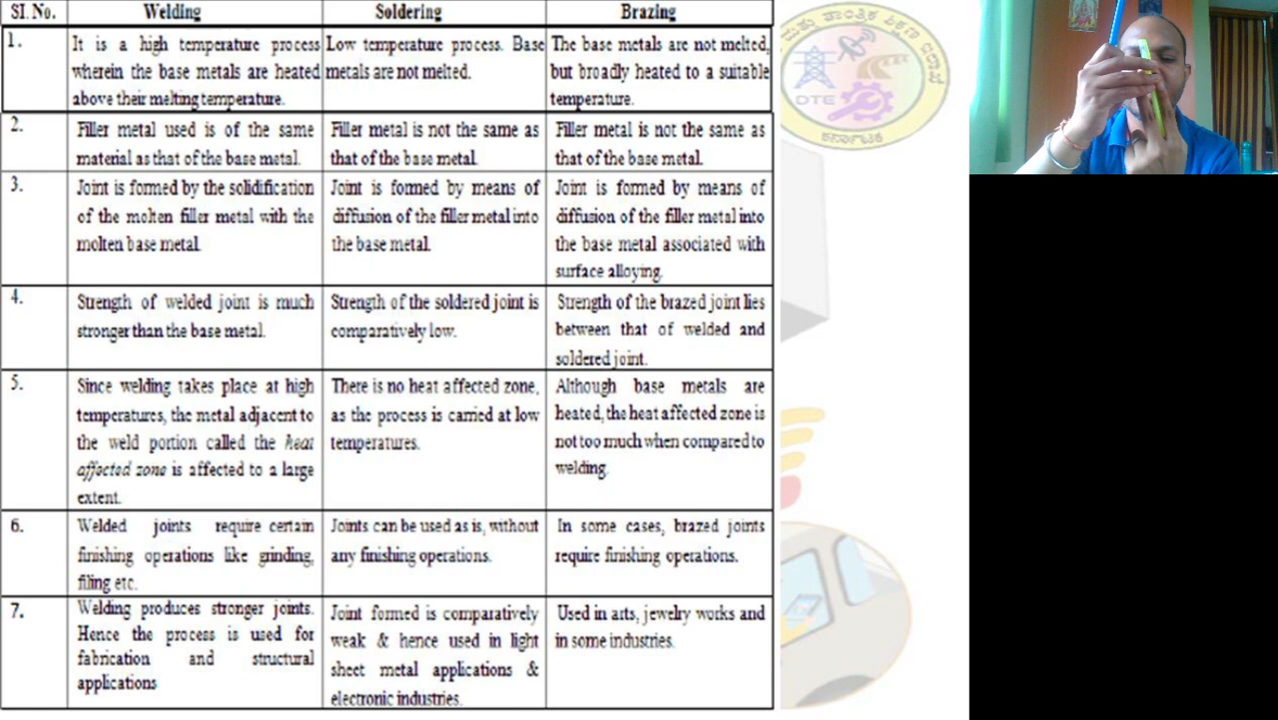 SI. No. Welding Soldering Brazing
1.
It is a high temperature process
wherein the base metals are heated
above their melting temperature.
Low temperature process. Base
metals are not melted.
The base metals are not melted,
but broadly heated to a suitable
temperature.
2.
Filler metal used is of the same
material as that of the base metal.
Filler metal is not the same as
that of the base metal.
Filler metal is not the same as
that of the base metal.
3.
Joint is formed by the solidification
of the molten filler metal with the
molten base metal.
Joint is formed by means of
diffusion of the filler metal into
the base metal.
Joint is formed by means of
diffusion of the filler metal into
the base metal associated with
surface alloying.
4.
Strength of welded joint is much
stronger than the base metal.
Strength of the soldered joint is
comparatively low.
Strength of the brazed joint lies
between that of welded and
soldered joint.
5.
Since welding takes place at high
temperatures, the metal adjacent to
the weld portion called the heat
affected zone is affected to a large
extent.
There is no heat affected zone,
as the process is carried at low
temperatures.
Although base metals are
heated, the heat affected zone is
not too much when compared to
welding.
6.
Welded joints require certain
finishing operations like grinding,
filing etc.
Joints can be used as is, without
any finishing operations.
In some cases, brazed joints
require finishing operations.
7.
Welding produces stronger joints.
Hence the process is used for
fabrication and structural
applications
Joint formed is comparatively
weak & hence used in light
sheet metal applications &
electronic industries.
Used in arts, jewelry works and
in some industries.
DTE